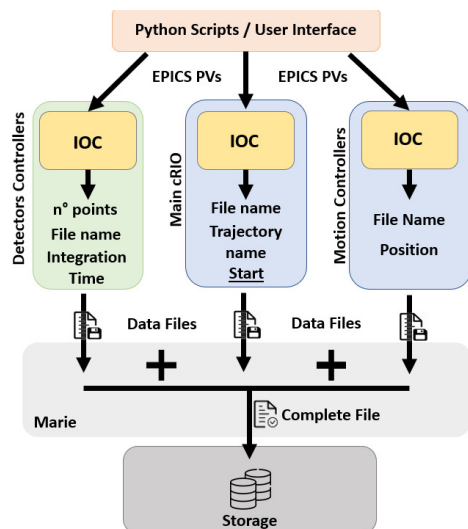 Python Scripts / User Interface
EPICS PVs
EPICS PVs
Detectors Controllers
IOC
n° points
File name
Integration
Time
Main cRIO
IOC
File name
Trajectory
name
Start
Motion Controllers
IOC
File Name
Position
Data Files
Data Files
Marie
Complete File
Storage